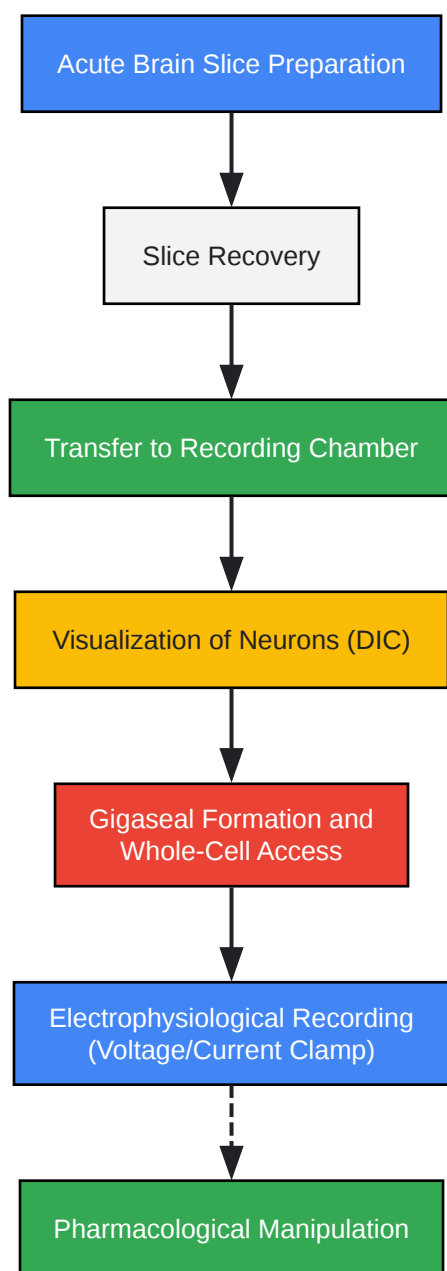 Acute Brain Slice Preparation
Slice Recovery
Transfer to Recording Chamber
Visualization of Neurons (DIC)
Gigaseal Formation and
Whole-Cell Access
Electrophysiological Recording
(Voltage/Current Clamp)
Pharmacological Manipulation